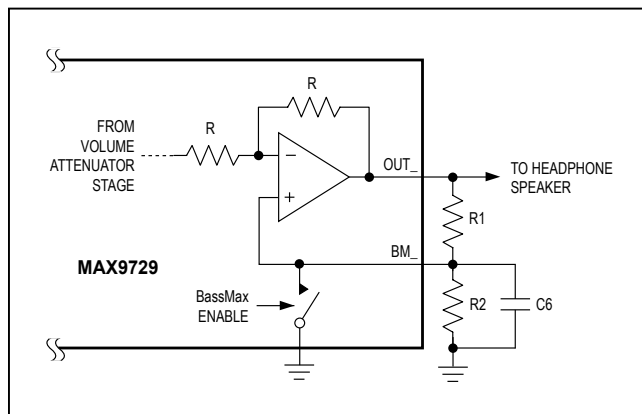 R
R
FROM
VOLUME
ATTENUATOR
STAGE
−
+
OUT_
TO HEADPHONE
SPEAKER
R1
BM_
MAX9729
BassMax
ENABLE
R2
C6